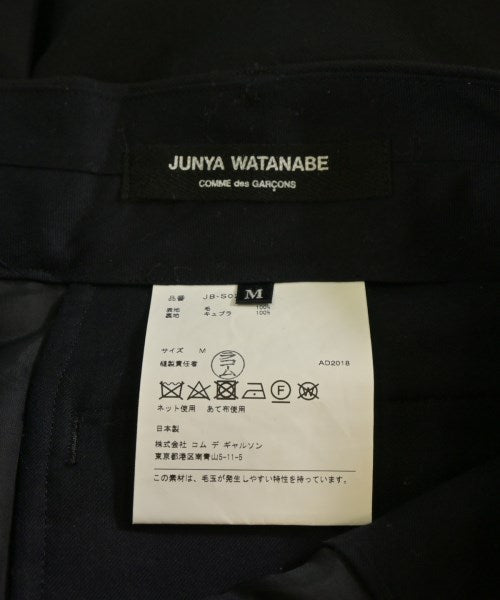 JUNYA WATANABE
COMME des GARÇONS
M
品番 JB-S0
表地 毛 100%
裏地 キュプラ 100%
サイズ M
縫製責任者 コム AD2018
ネット使用 あて布使用
日本製
株式会社 コム デ ギャルソン
東京都港区南青山5-11-5
この素材は、毛玉が発生しやすい特性を持っています。